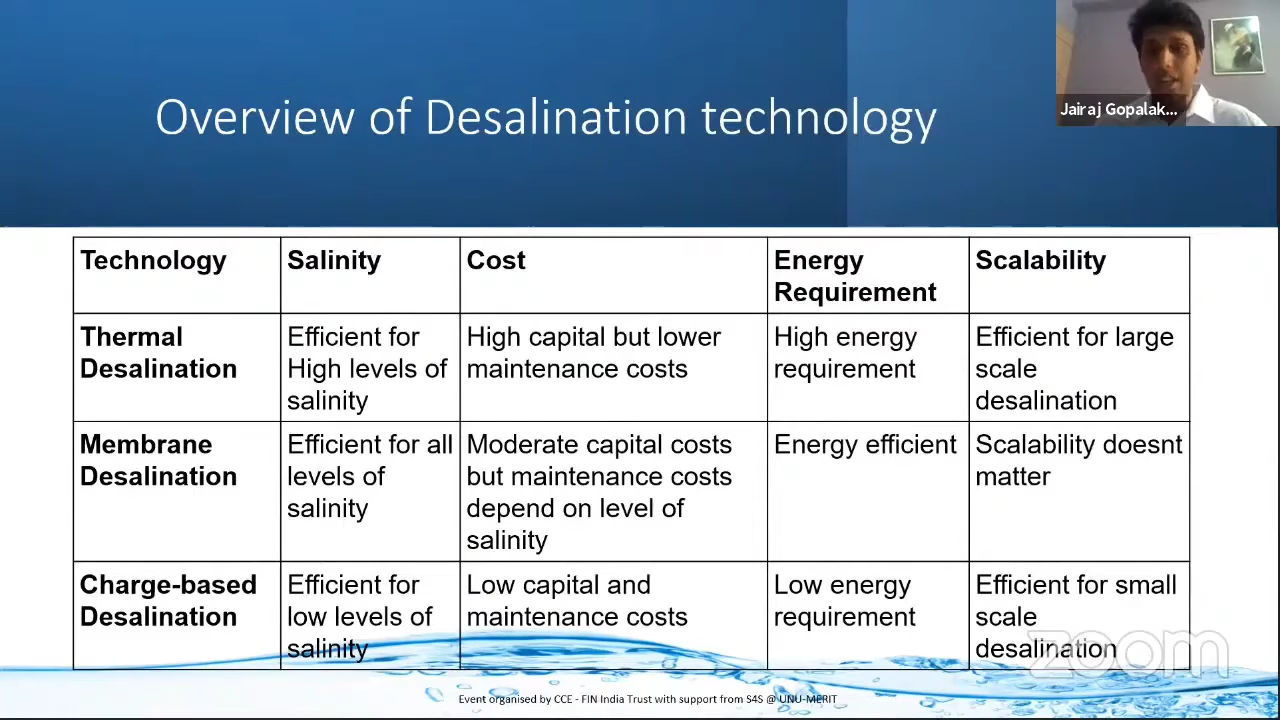 Overview of Desalination technology
Jairaj Gopalak...
Technology
Salinity
Cost
Energy
Requirement
Scalability
Thermal
Desalination
Efficient for
High levels of
salinity
High capital but lower
maintenance costs
High energy
requirement
Efficient for large
scale
desalination
Membrane
Desalination
Efficient for all
levels of
salinity
Moderate capital costs
but maintenance costs
depend on level of
salinity
Energy efficient
Scalability doesnt
matter
Charge-based
Desalination
Efficient for
low levels of
salinity
Low capital and
maintenance costs
Low energy
requirement
Efficient for small
scale
desalination
zoom
Event organised by CCE - FIN India Trust with support from S4S @ UNU-MERIT